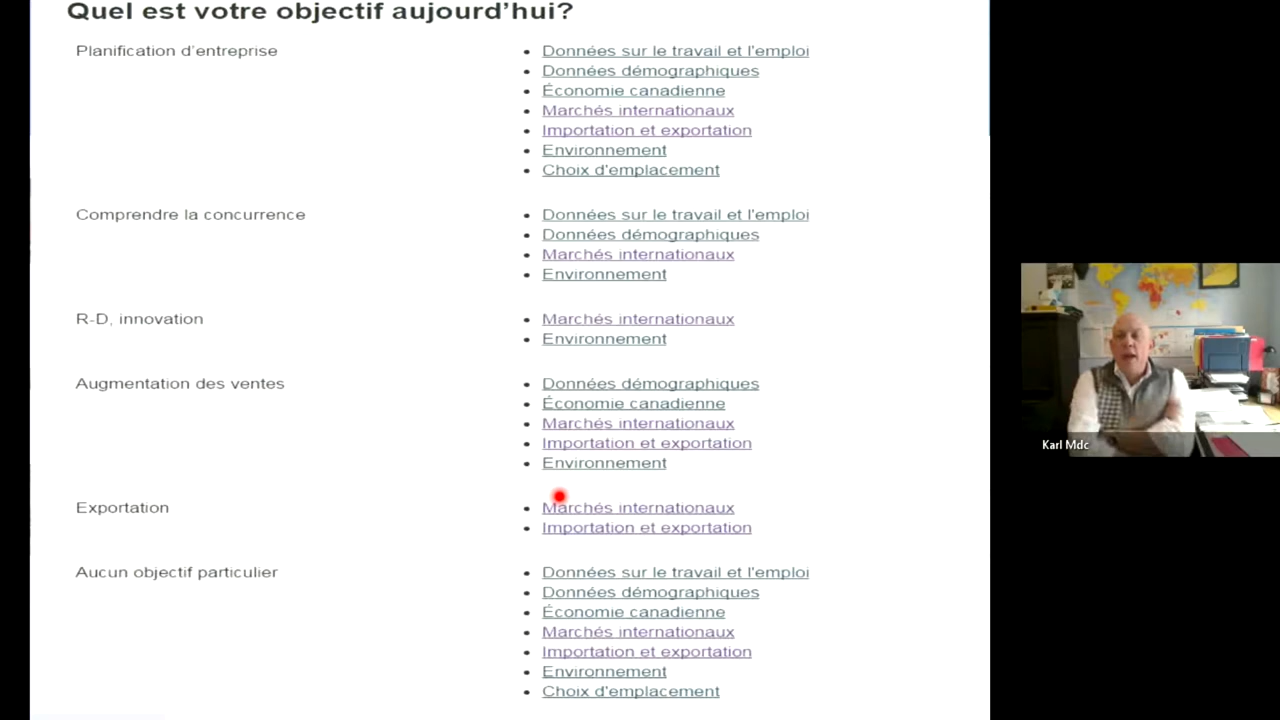 Quel est votre objectif aujourd'hui?
Planification d'entreprise
• Données sur le travail et l'emploi
• Données démographiques
• Économie canadienne
• Marchés internationaux
• Importation et exportation
• Environnement
• Choix d'emplacement
Comprendre la concurrence
• Données sur le travail et l'emploi
• Données démographiques
• Marchés internationaux
• Environnement
R-D, innovation
• Marchés internationaux
• Environnement
Augmentation des ventes
• Données démographiques
• Économie canadienne
• Marchés internationaux
• Importation et exportation
• Environnement
Exportation
• Marchés internationaux
• Importation et exportation
Aucun objectif particulier
• Données sur le travail et l'emploi
• Données démographiques
• Économie canadienne
• Marchés internationaux
• Importation et exportation
• Environnement
• Choix d'emplacement
Karl Mdc